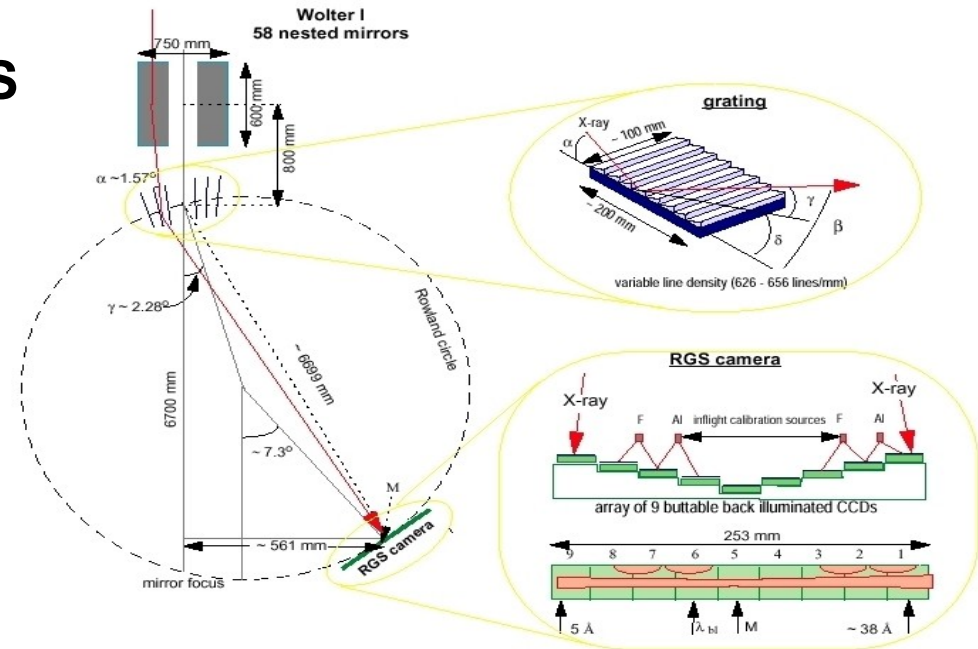 S
Wolter I
58 nested mirrors
750 mm
600 mm
800 mm
α ~1.57°
γ ~ 2.28°
6700 mm
~ 6699 mm
Rowland circle
~ 7.3°
M
~ 561 mm
RGS camera
mirror focus
grating
X-ray
~ 100 mm
α
~ 200 mm
γ
β
δ
variable line density (626 - 656 lines/mm)
RGS camera
X-ray
X-ray
F Al inflight calibration sources F Al
array of 9 buttable back illuminated CCDs
253 mm
9 8 7 6 5 4 3 2 1
5 Å λ bl M ~ 38 Å